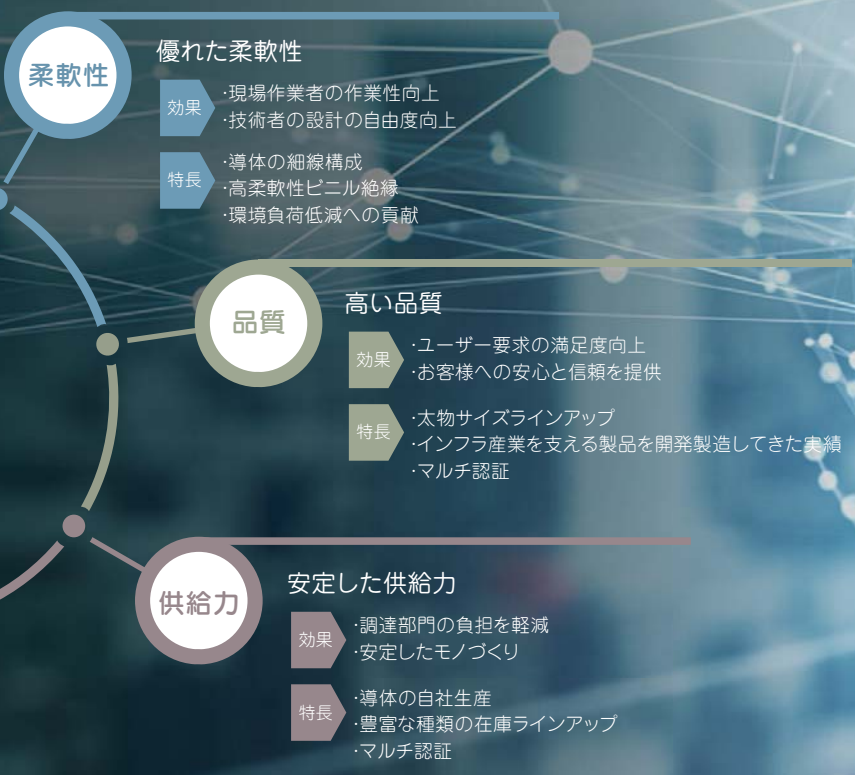 柔軟性
優れた柔軟性
効果
·現場作業者の作業性向上
·技術者の設計の自由度向上
特長
·導体の細線構成
·高柔軟性ビニル絶縁
·環境負荷低減への貢献
品質
高い品質
効果
·ユーザー要求の満足度向上
·お客様への安心と信頼を提供
特長
·太物サイズラインアップ
·インフラ産業を支える製品を開発製造してきた実績
·マルチ認証
供給力
安定した供給力
効果
·調達部門の負担を軽減
·安定したモノづくり
特長
·導体の自社生産
·豊富な種類の在庫ラインアップ
·マルチ認証